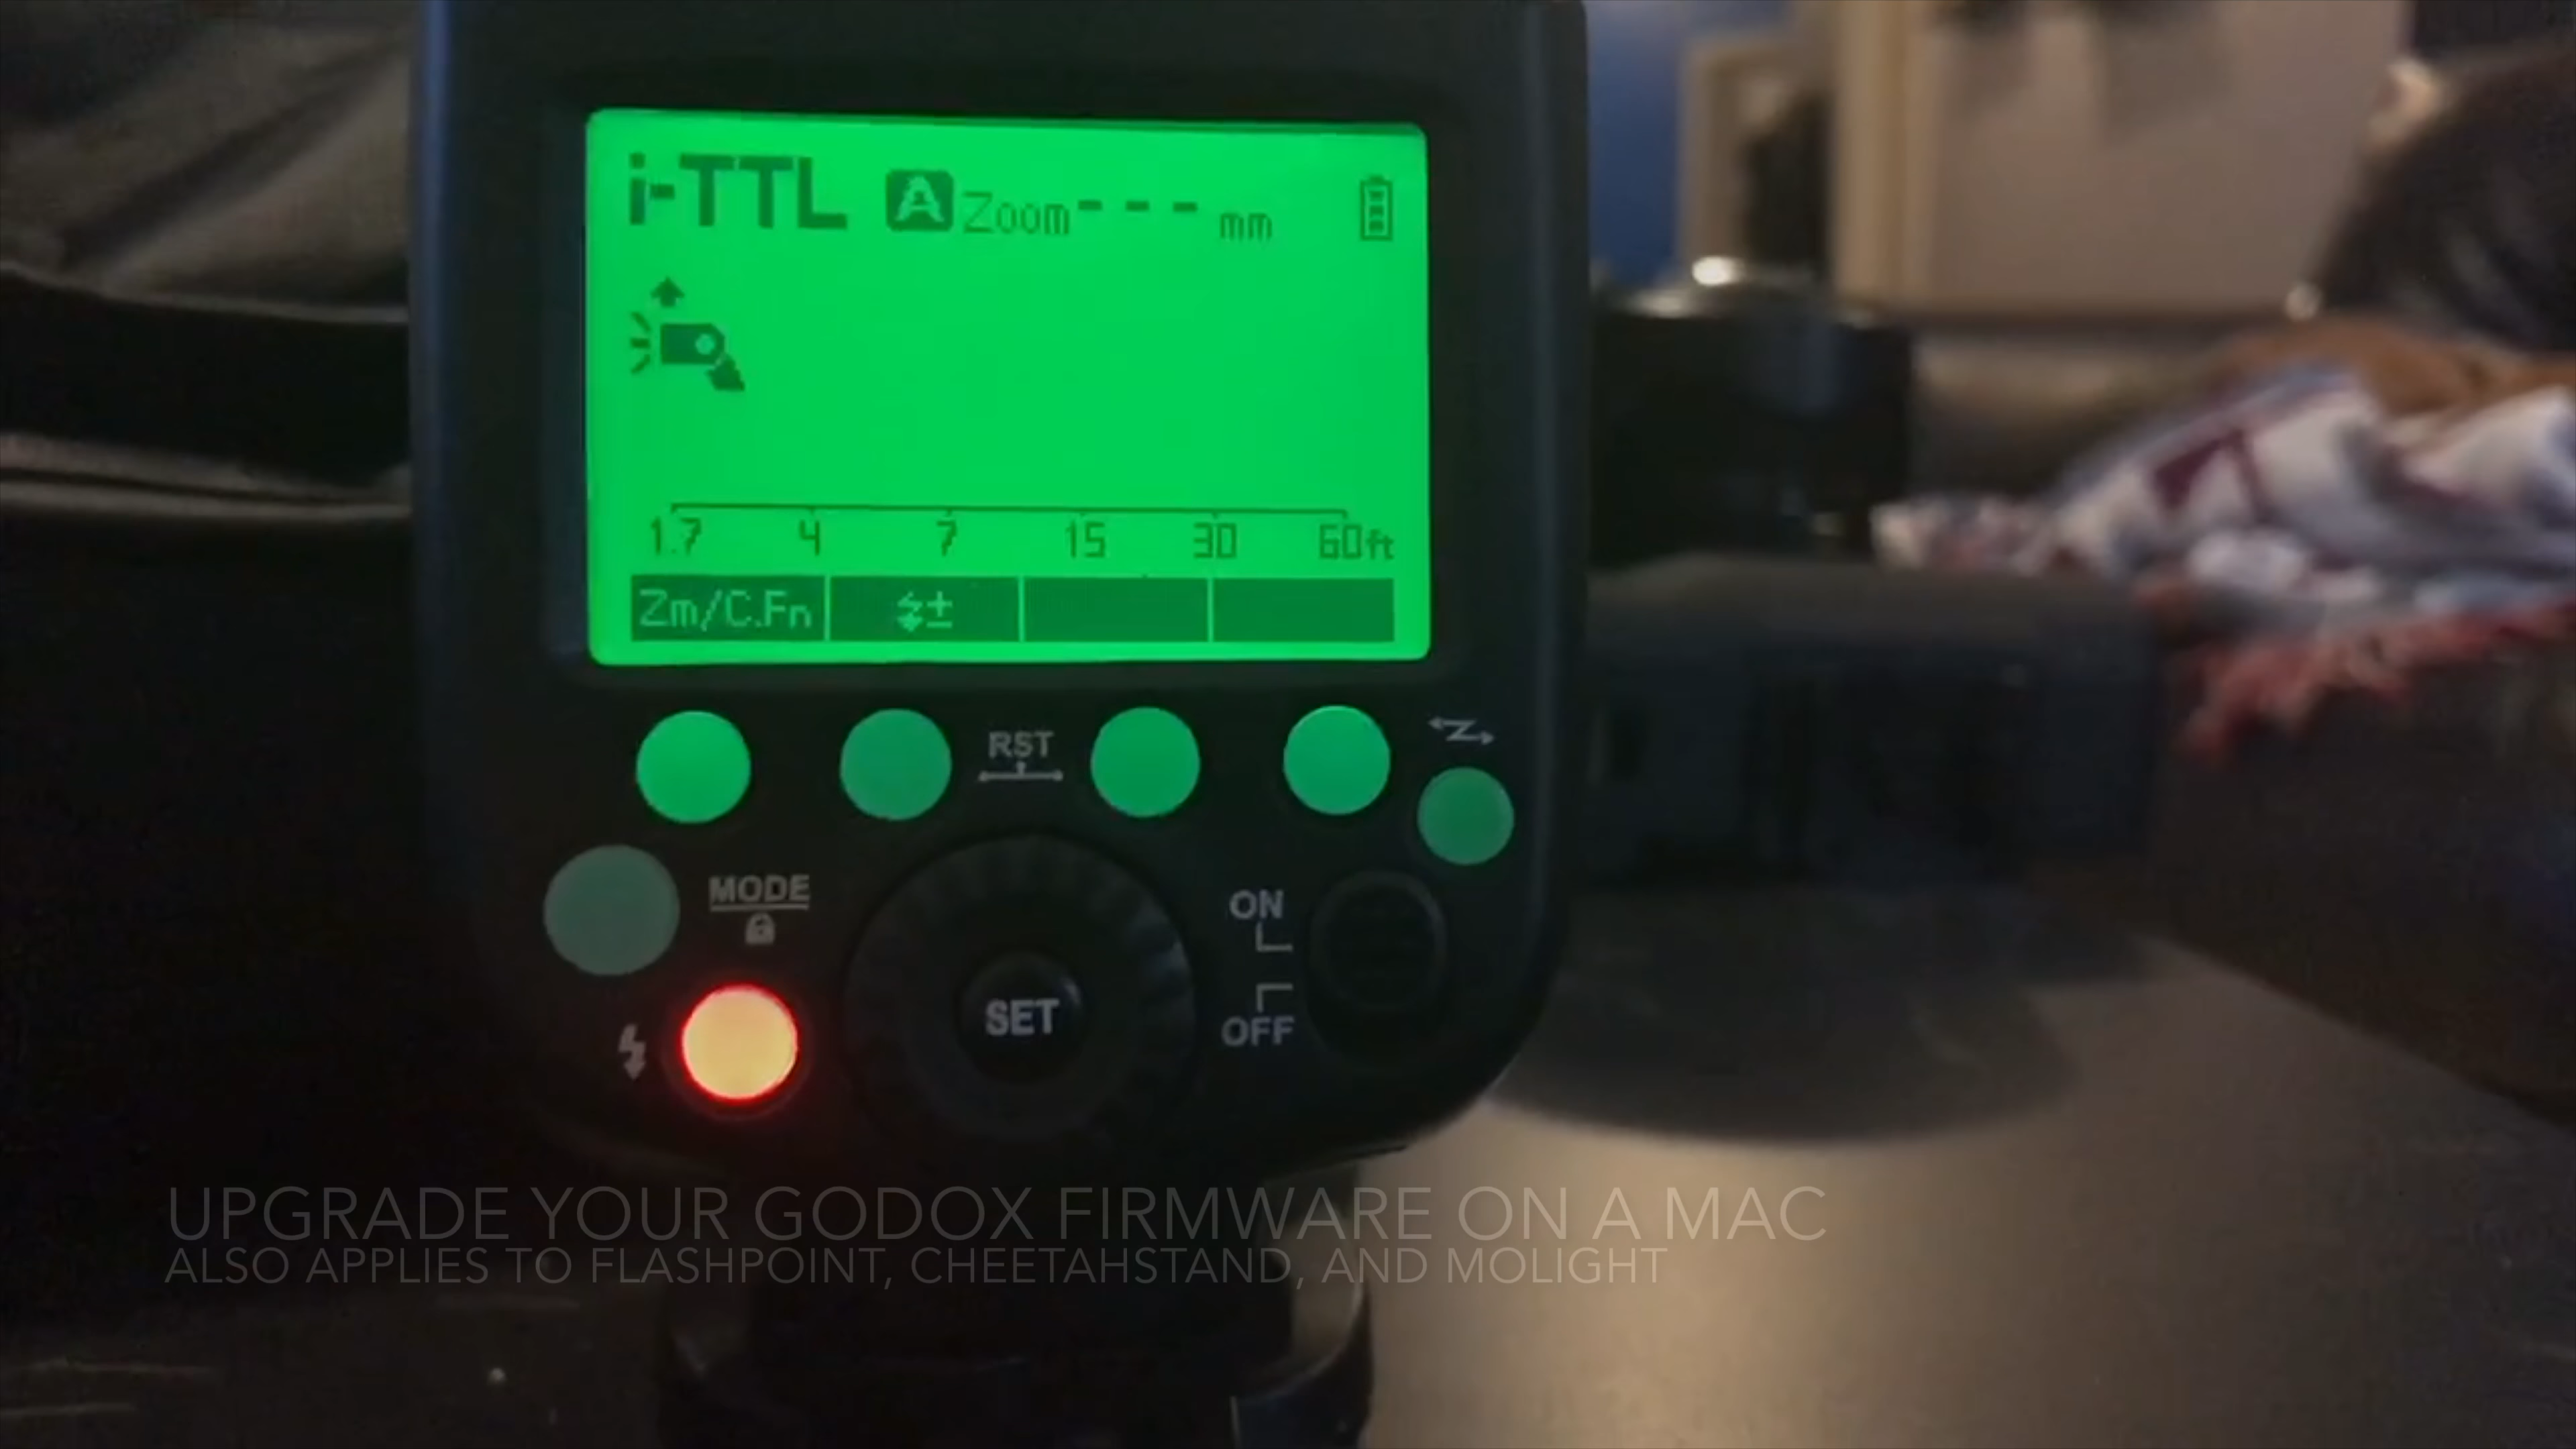 i-TTL A Zoom --- mm
1.7 4 7 15 30 60ft
Zm/C.Fn ±
RST
MODE
ON
SET
OFF
UPGRADE YOUR GODOX FIRMWARE ON A MAC
ALSO APPLIES TO FLASHPOINT, CHEETAHSTAND, AND MOLIGHT